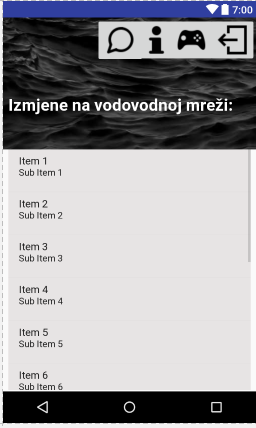 7:00
Izmjene na vodovodnoj mreži:
Item 1
Sub Item 1
Item 2
Sub Item 2
Item 3
Sub Item 3
Item 4
Sub Item 4
Item 5
Sub Item 5
Item 6
Sub Item 6